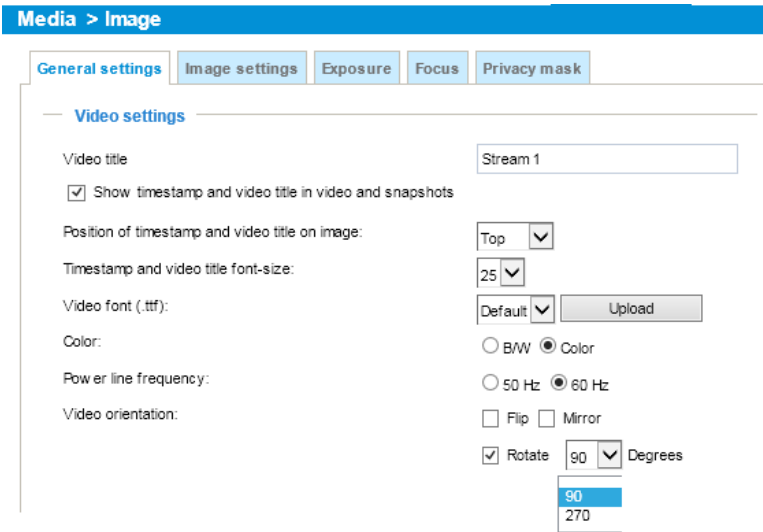 Media > Image
General settings Image settings Exposure Focus Privacy mask
Video settings
Video title Stream 1
Show timestamp and video title in video and snapshots
Position of timestamp and video title on image: Top
Timestamp and video title font-size: 25
Video font (.ttf): Default Upload
Color: B/W Color
Power line frequency: 50 Hz 60 Hz
Video orientation: Flip Mirror
Rotate 90 Degrees
90
270